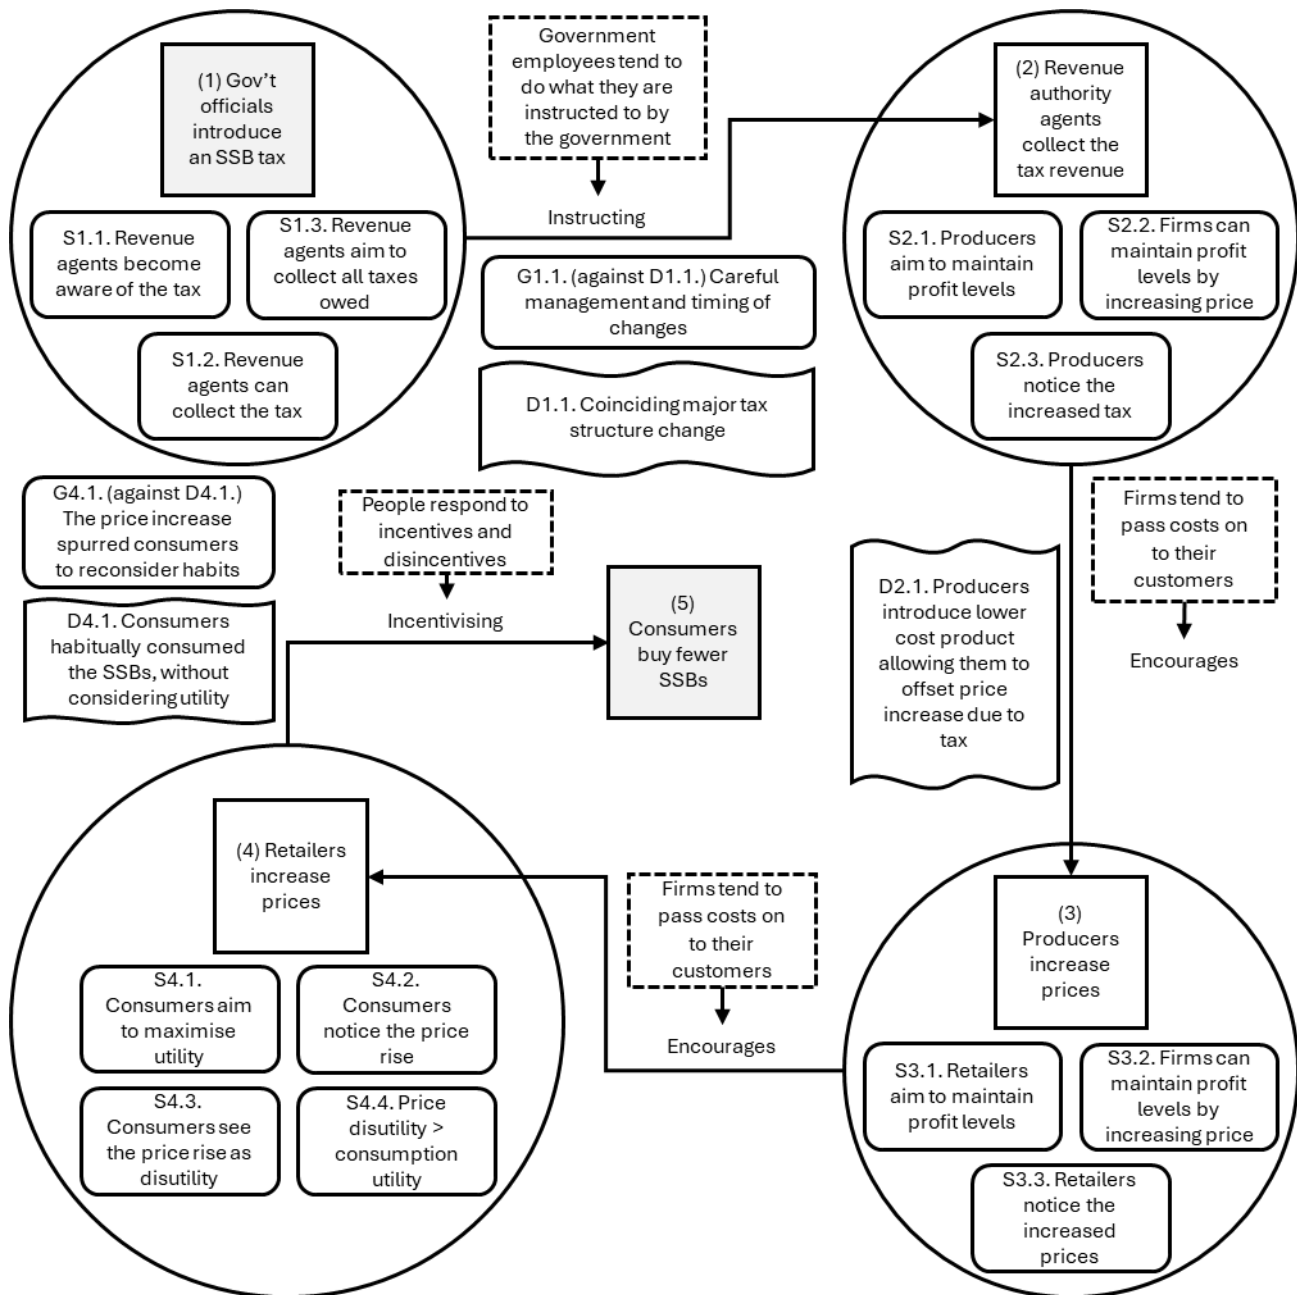 (1) Gov’t
officials
introduce
an SSB tax
S1.1. Revenue
agents become
aware of the tax
S1.3. Revenue
agents aim to
collect all taxes
owed
S1.2. Revenue
agents can
collect the tax
Government
employees tend to
do what they are
instructed to by
the government
Instructing
G1.1. (against D1.1.) Careful
management and timing of
changes
D1.1. Coinciding major tax
structure change
(2) Revenue
authority
agents
collect the
tax revenue
S2.1. Producers
aim to maintain
profit levels
S2.2. Firms can
maintain profit
levels by
increasing price
S2.3. Producers
notice the
increased tax
Firms tend to
pass costs on
to their
customers
Encourages
D2.1. Producers
introduce lower
cost product
allowing them to
offset price
increase due to
tax
(3)
Producers
increase
prices
S3.1. Retailers
aim to maintain
profit levels
S3.2. Firms can
maintain profit
levels by
increasing price
S3.3. Retailers
notice the
increased
prices
Firms tend to
pass costs on
to their
customers
Encourages
(4) Retailers
increase
prices
S4.1.
Consumers aim
to maximise
utility
S4.2.
Consumers
notice the price
rise
S4.3.
Consumers see
the price rise as
disutility
S4.4. Price
disutility >
consumption
utility
G4.1. (against D4.1.)
The price increase
spurred consumers
to reconsider habits
D4.1. Consumers
habitually consumed
the SSBs, without
considering utility
People respond to
incentives and
disincentives
Incentivising
(5)
Consumers
buy fewer
SSBs